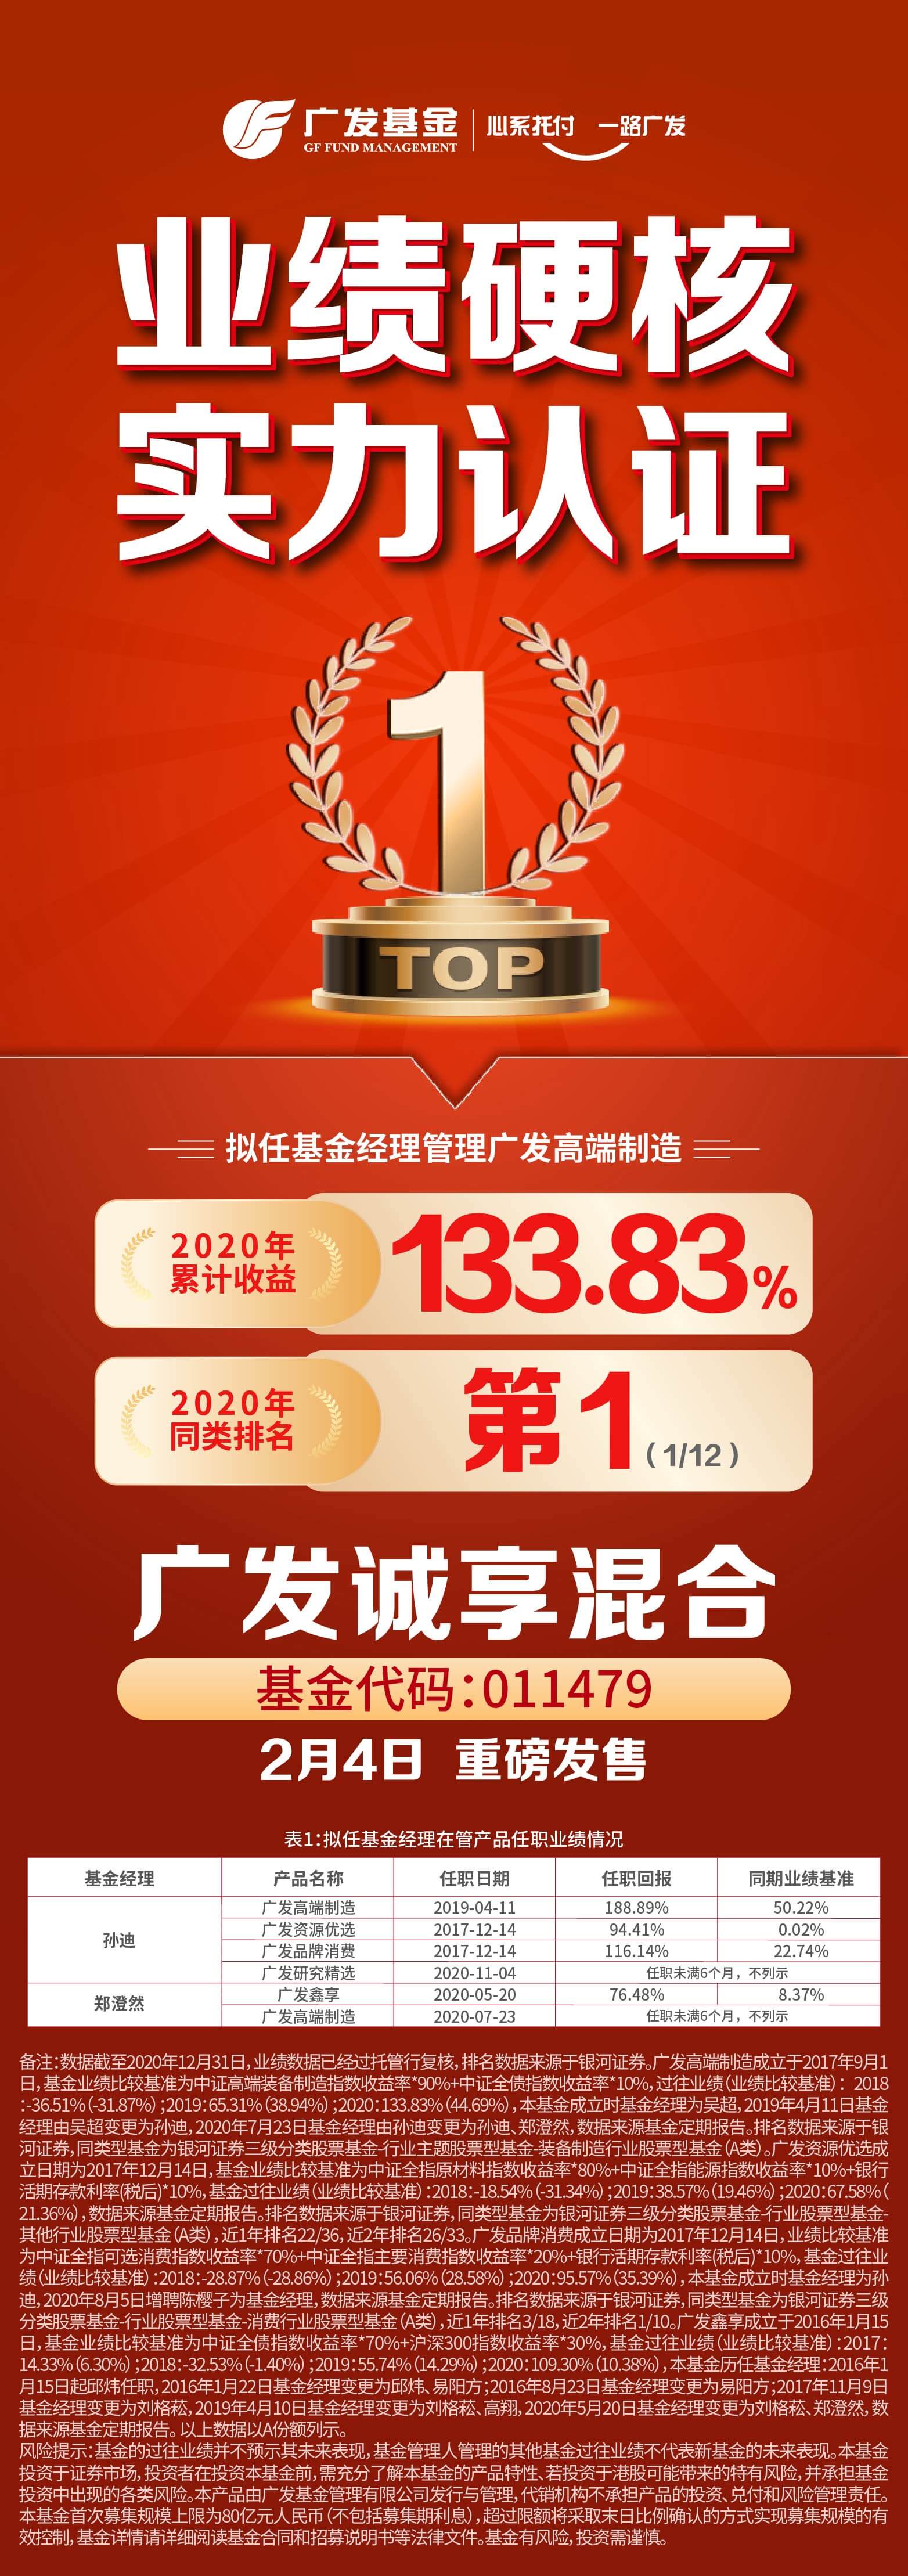 广发基金
GF FUND MANAGEMENT
心系托付 一路广发
业绩硬核
实力认证
1
TOP
拟任基金经理管理广发高端制造
2020年
累计收益
133.83%
2020年
同类排名
第1(1/12)
广发诚享混合
基金代码:011479
2月4日 重磅发售
表1:拟任基金经理在管产品任职业绩情况
基金经理 产品名称 任职日期 任职回报 同期业绩基准
孙迪
广发高端制造 2019-04-11 188.89% 50.22%
广发资源优选 2017-12-14 94.41% 0.02%
广发品牌消费 2017-12-14 116.14% 22.74%
广发研究精选 2020-11-04 任职未满6个月,不列示
郑澄然
广发鑫享 2020-05-20 76.48% 8.37%
广发高端制造 2020-07-23 任职未满6个月,不列示
备注:数据截至2020年12月31日,业绩数据已经过托管行复核,排名数据来源于银河证券。广发高端制造成立于2017年9月1
日,基金业绩比较基准为中证高端装备制造指数收益率*90%+中证全债指数收益率*10%,过往业绩(业绩比较基准):2018
:-36.51%(-31.87%);2019:65.31%(38.94%);2020:133.83%(44.69%),本基金成立时基金经理为吴超,2019年4月11日基金
经理由吴超变更为孙迪,2020年7月23日基金经理由孙迪变更为孙迪、郑澄然,数据来源基金定期报告。排名数据来源于银
河证券,同类型基金为银河证券三级分类股票基金-行业主题股票型基金-装备制造行业股票型基金(A类)。广发资源优选成
立日期为2017年12月14日,基金业绩比较基准为中证全指原材料指数收益率*80%+中证全指能源指数收益率*10%+银行
活期存款利率(税后)*10%,基金过往业绩(业绩比较基准):2018:-18.54%(-31.34%);2019:38.57%(19.46%);2020:67.58%(
21.36%),数据来源基金定期报告。排名数据来源于银河证券,同类型基金为银河证券三级分类股票基金-行业股票型基金-
其他行业股票型基金(A类),近1年排名22/36,近2年排名26/33。广发品牌消费成立日期为2017年12月14日,业绩比较基准
为中证全指可选消费指数收益率*70%+中证全指主要消费指数收益率*20%+银行活期存款利率(税后)*10%,基金过往业
绩(业绩比较基准):2018:-28.87%(-28.86%);2019:56.06%(28.58%);2020:95.57%(35.39%),本基金成立时基金经理为孙
迪,2020年8月5日增聘陈樱子为基金经理,数据来源基金定期报告。排名数据来源于银河证券,同类型基金为银河证券三级
分类股票基金-行业股票型基金-消费行业股票型基金(A类),近1年排名3/18,近2年排名1/10。广发鑫享成立于2016年1月15
日,基金业绩比较基准为中证全债指数收益率*70%+沪深300指数收益率*30%,基金过往业绩(业绩比较基准):2017:
14.33%(6.30%);2018:-32.53%(-1.40%);2019:55.74%(14.29%);2020:109.30%(10.38%),本基金历任基金经理:2016年1
月15日起邱炜任职,2016年1月22日基金经理变更为邱炜、易阳方;2016年8月23日基金经理变更为易阳方;2017年11月9日
基金经理变更为刘格菘,2019年4月10日基金经理变更为刘格菘、高翔,2020年5月20日基金经理变更为刘格菘、郑澄然,数
据来源基金定期报告。以上数据以A份额列示。
风险提示:基金的过往业绩并不预示其未来表现,基金管理人管理的其他基金过往业绩不代表新基金的未来表现。本基金
投资于证券市场,投资者在投资本基金前,需充分了解本基金的产品特性、若投资于港股可能带来的特有风险,并承担基金
投资中出现的各类风险。本产品由广发基金管理有限公司发行与管理,代销机构不承担产品的投资、兑付和风险管理责任。
本基金首次募集规模上限为80亿元人民币(不包括募集期利息),超过限额将采取末日比例确认的方式实现募集规模的有
效控制,基金详情请详细阅读基金合同和招募说明书等法律文件。基金有风险,投资需谨慎。